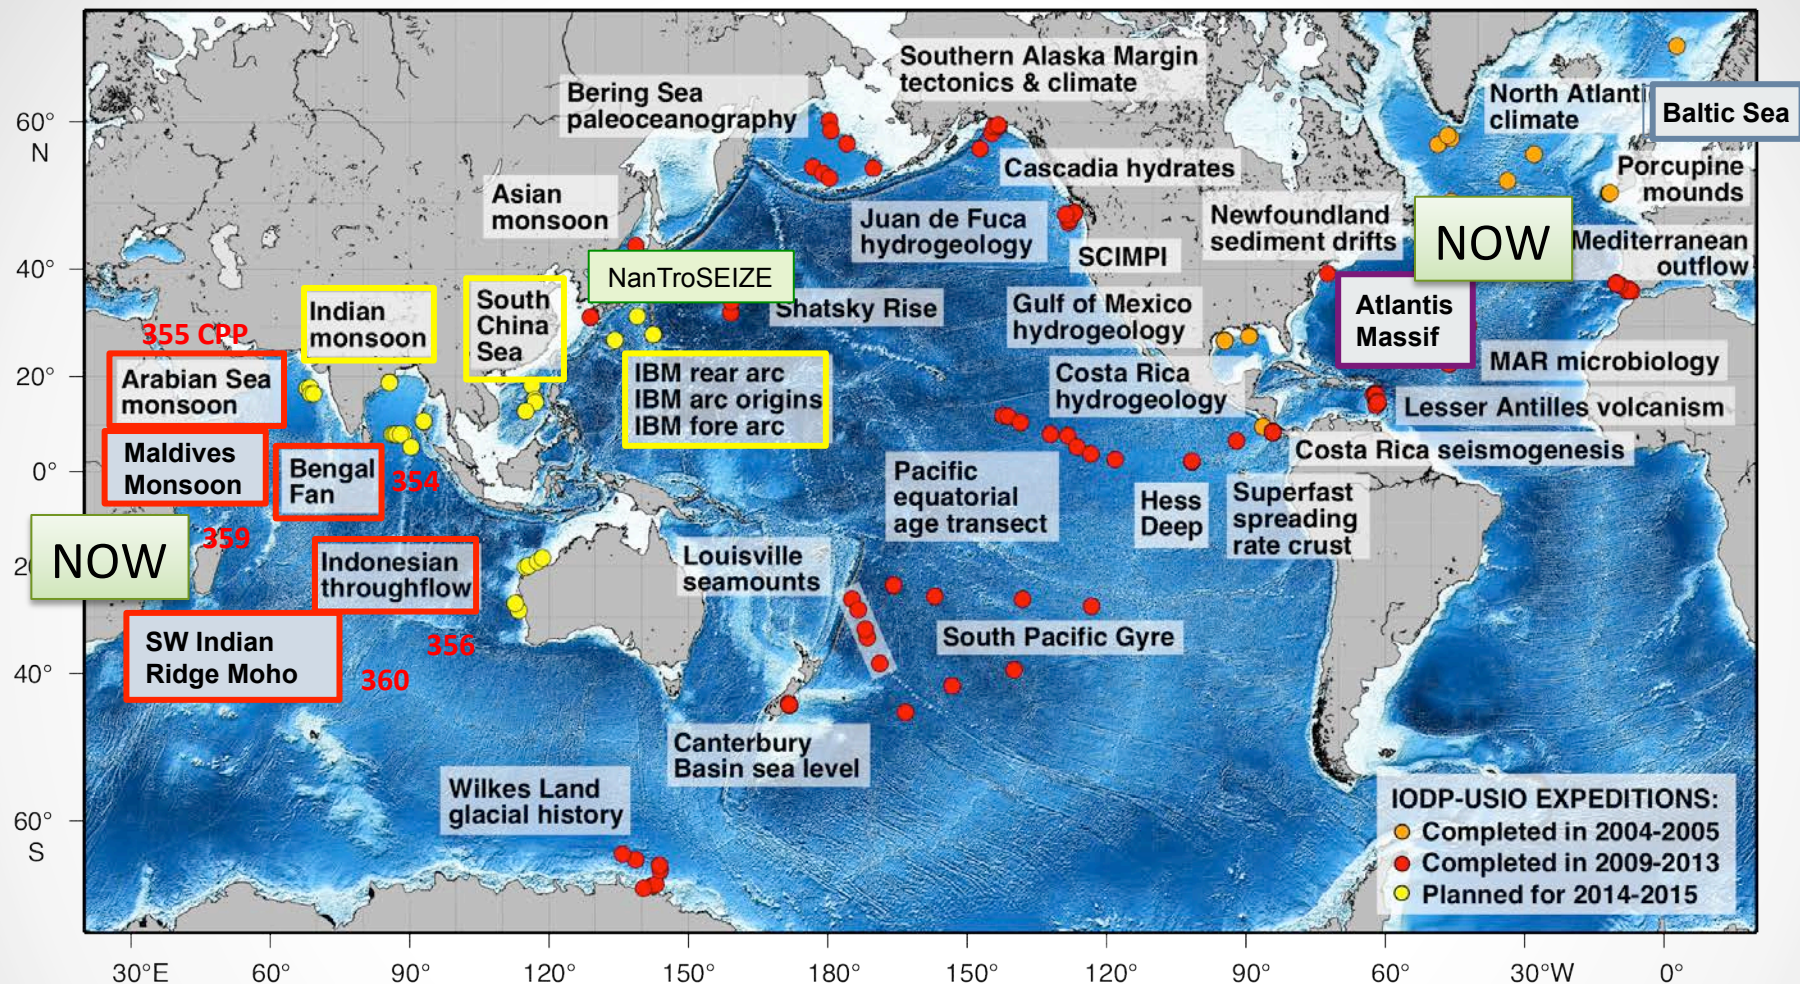 Southern Alaska Margin
tectonics & climate
Bering Sea
paleoceanography
North Atlantic
climate
Baltic Sea
60°
N
Cascadia hydrates
Porcupine
mounds
Asian
monsoon
Juan de Fuca
hydrogeology
Newfoundland
sediment drifts
NOW
Mediterranean
outflow
SCIMPI
40°
NanTroSEIZE
Indian
monsoon
South
China
Sea
Shatsky Rise
Gulf of Mexico
hydrogeology
Atlantis
Massif
355 CPP
20°
Arabian Sea
monsoon
IBM rear arc
IBM arc origins
IBM fore arc
Costa Rica
hydrogeology
MAR microbiology
Lesser Antilles volcanism
Maldives
Monsoon
Bengal
Fan
354
0°
Costa Rica seismogenesis
Pacific
equatorial
age transect
Hess
Deep
Superfast
spreading
rate crust
NOW
359
Indonesian
throughflow
Louisville
seamounts
SW Indian
Ridge Moho
356
360
South Pacific Gyre
40°
Canterbury
Basin sea level
Wilkes Land
glacial history
60°
S
IODP-USIO EXPEDITIONS:
Completed in 2004-2005
Completed in 2009-2013
Planned for 2014-2015
30°E 60° 90° 120° 150° 180° 150° 120° 90° 60° 30°W 0°